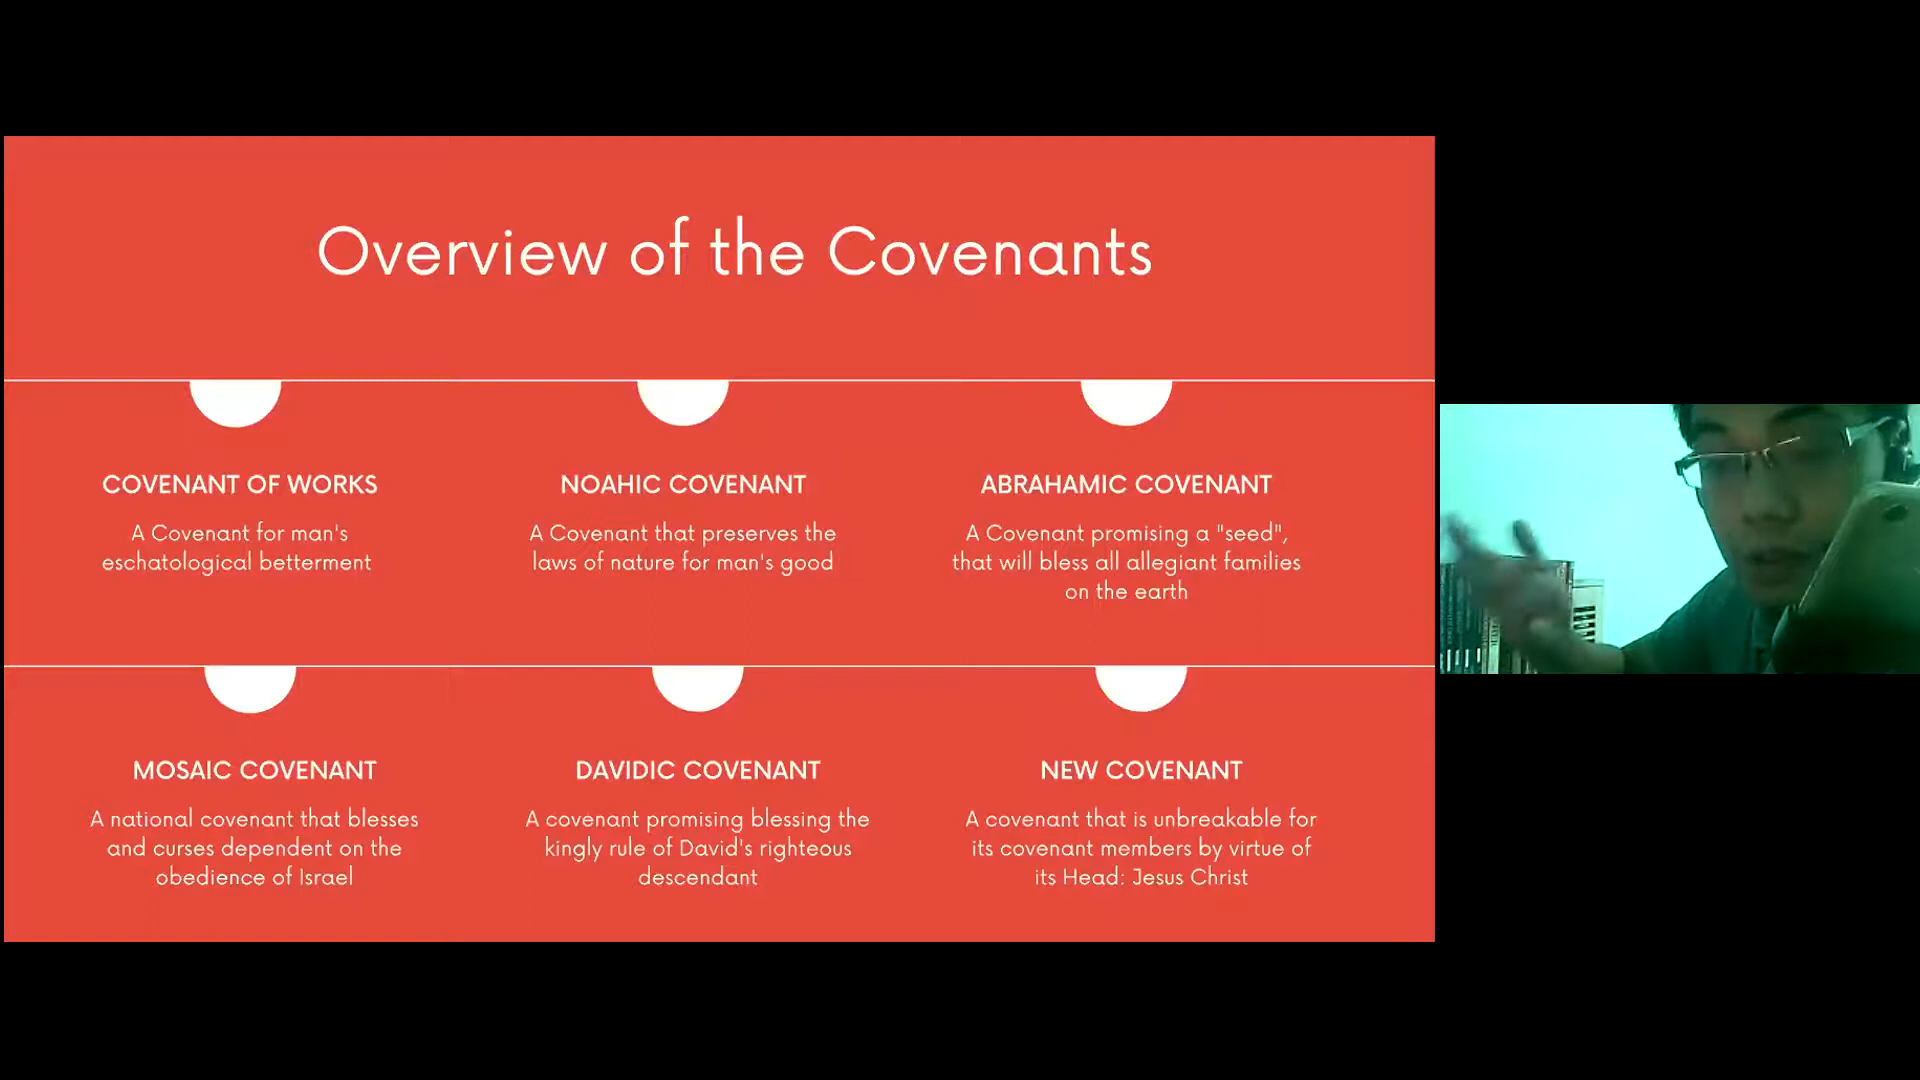 Overview of the Covenants
COVENANT OF WORKS
A Covenant for man's
eschatological betterment
NOAHIC COVENANT
A Covenant that preserves the
laws of nature for man's good
ABRAHAMIC COVENANT
A Covenant promising a "seed",
that will bless all allegiant families
on the earth
MOSAIC COVENANT
A national covenant that blesses
and curses dependent on the
obedience of Israel
DAVIDIC COVENANT
A covenant promising blessing the
kingly rule of David's righteous
descendant
NEW COVENANT
A covenant that is unbreakable for
its covenant members by virtue of
its Head: Jesus Christ